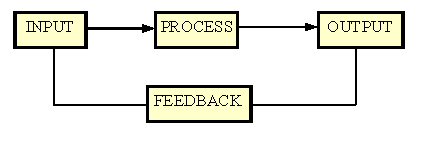 INPUT
PROCESS
OUTPUT
FEEDBACK